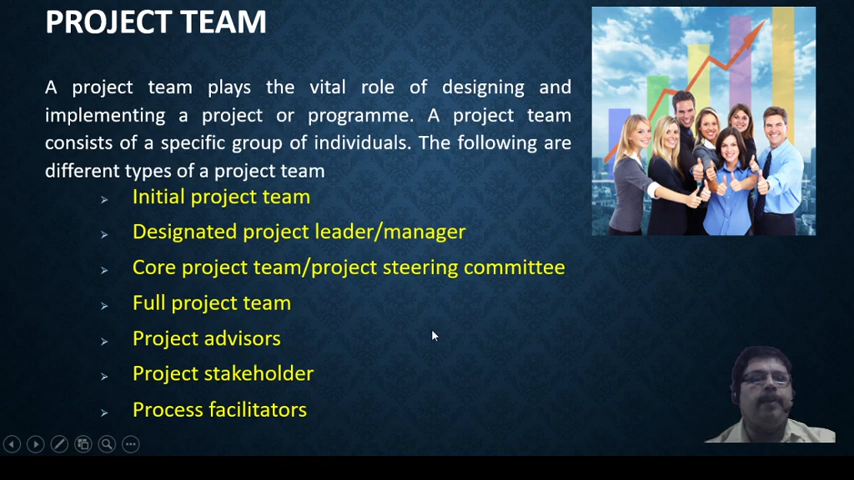 PROJECT TEAM
A project team plays the vital role of designing and
implementing a project or programme. A project team
consists of a specific group of individuals. The following are
different types of a project team
Initial project team
Designated project leader/manager
Core project team/project steering committee
Full project team
Project advisors
Project stakeholder
Process facilitators